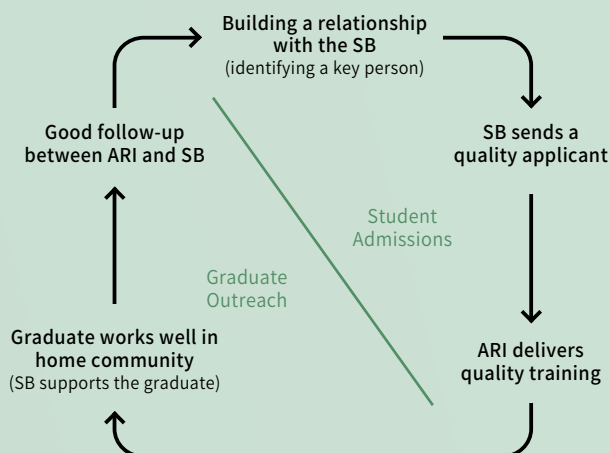 Building a relationship
with the SB
(identifying a key person)
Good follow-up
between ARI and SB
SB sends a
quality applicant
Student
Admissions
Graduate
Outreach
Graduate works well in
home community
(SB supports the graduate)
ARI delivers
quality training